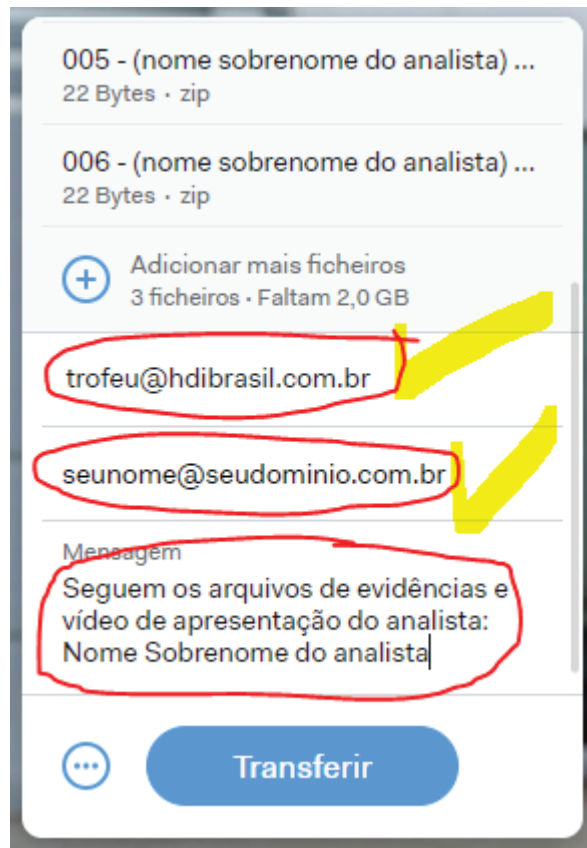 005 - (nome sobrenome do analista) ...
22 Bytes · zip
006 - (nome sobrenome do analista) ...
22 Bytes · zip
Adicionar mais ficheiros
3 ficheiros · Faltam 2,0 GB
trofeu@hdibrasil.com.br
seunome@seudominio.com.br
Mensagem
Seguem os arquivos de evidências e
vídeo de apresentação do analista:
Nome Sobrenome do analista
Transferir